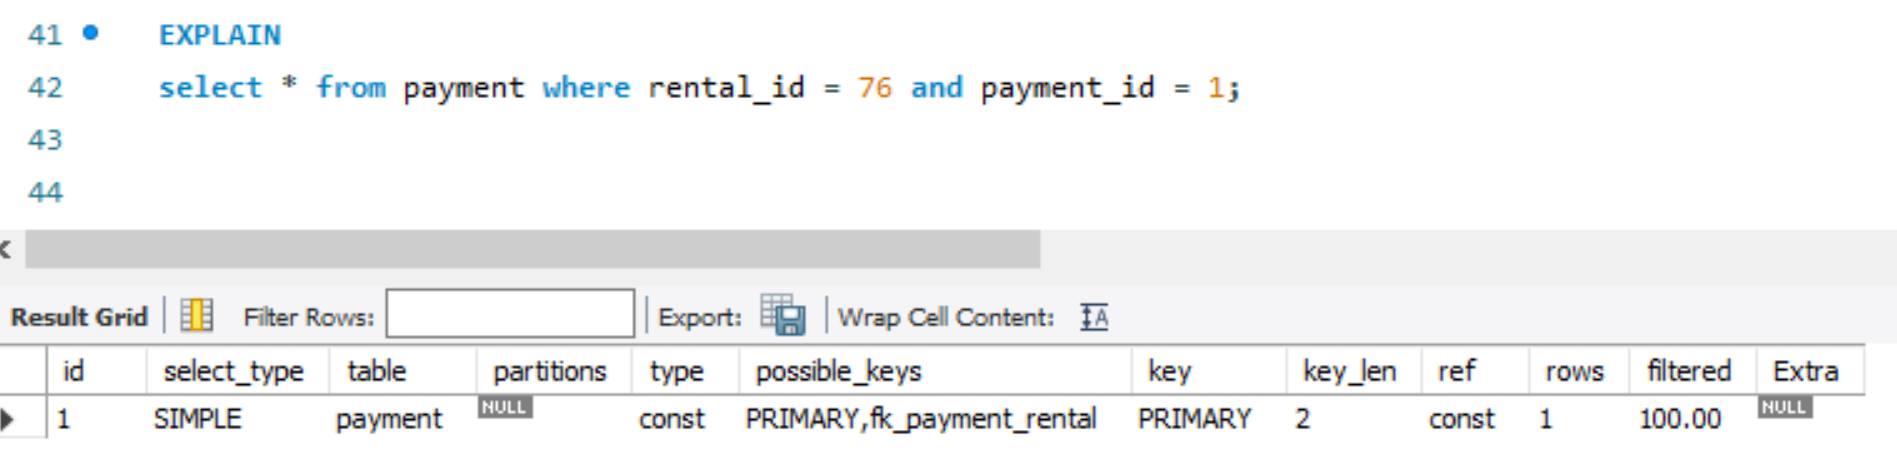 41 EXPLAIN
42 select * from payment where rental_id = 76 and payment_id = 1;
43
44
Result Grid Filter Rows: Export: Wrap Cell Content: IA
id select_type table partitions type possible_keys key key_len ref rows filtered Extra
1 SIMPLE payment NULL const PRIMARY,fk_payment_rental PRIMARY 2 const 1 100.00 NULL